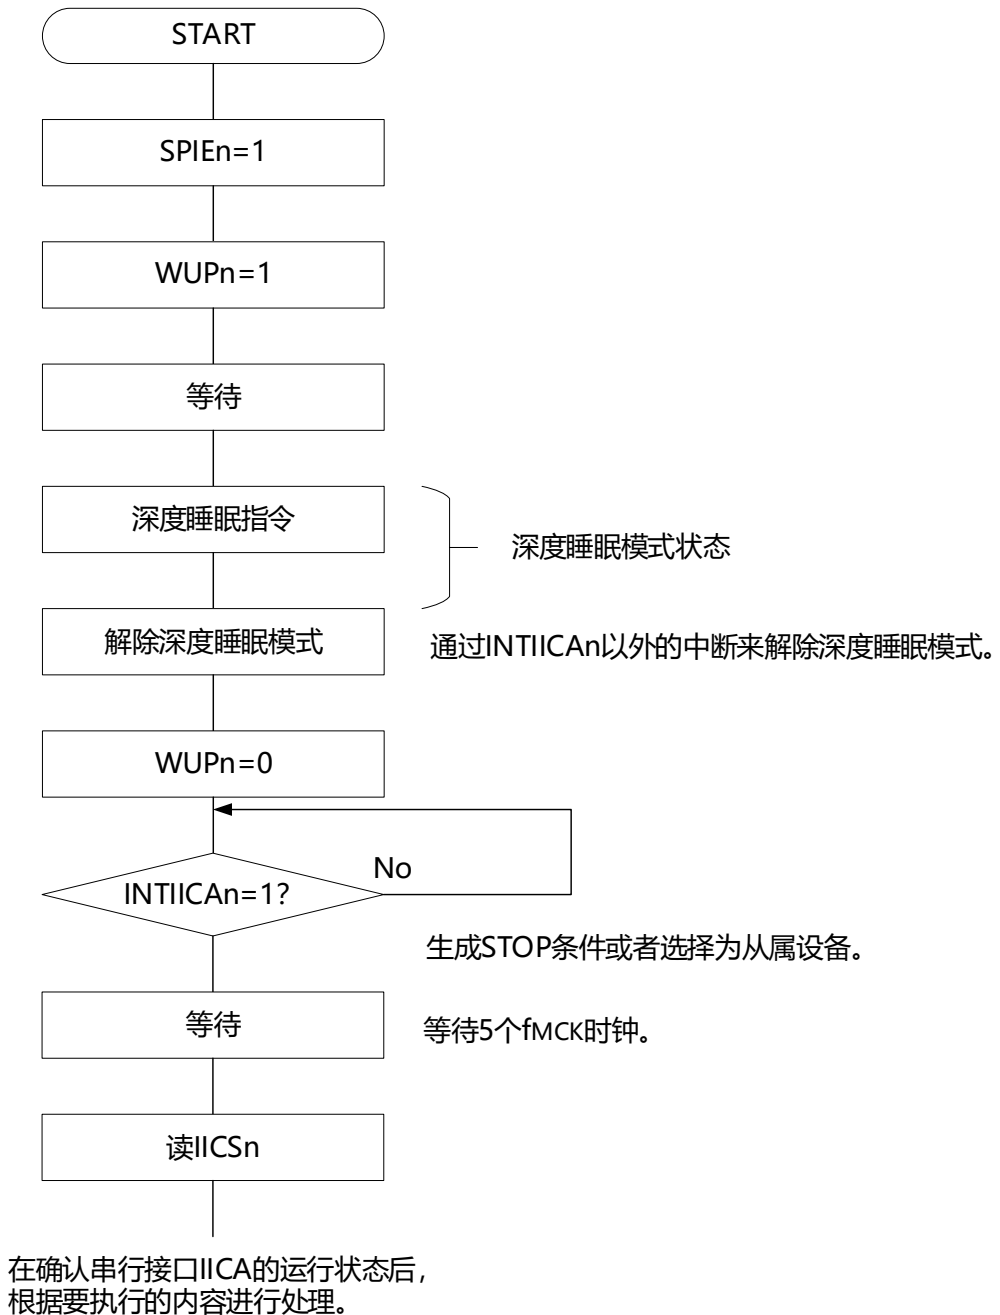 START
SPIEn=1
WUPn=1
等待
深度睡眠指令
深度睡眠模式状态
解除深度睡眠模式
通过INTIICAn以外的中断来解除深度睡眠模式。
WUPn=0
No
INTIICAn=1?
生成STOP条件或者选择为从属设备。
等待
等待5个fMCK时钟。
读IICSn
在确认串行接口IICA的运行状态后,
根据要执行的内容进行处理。